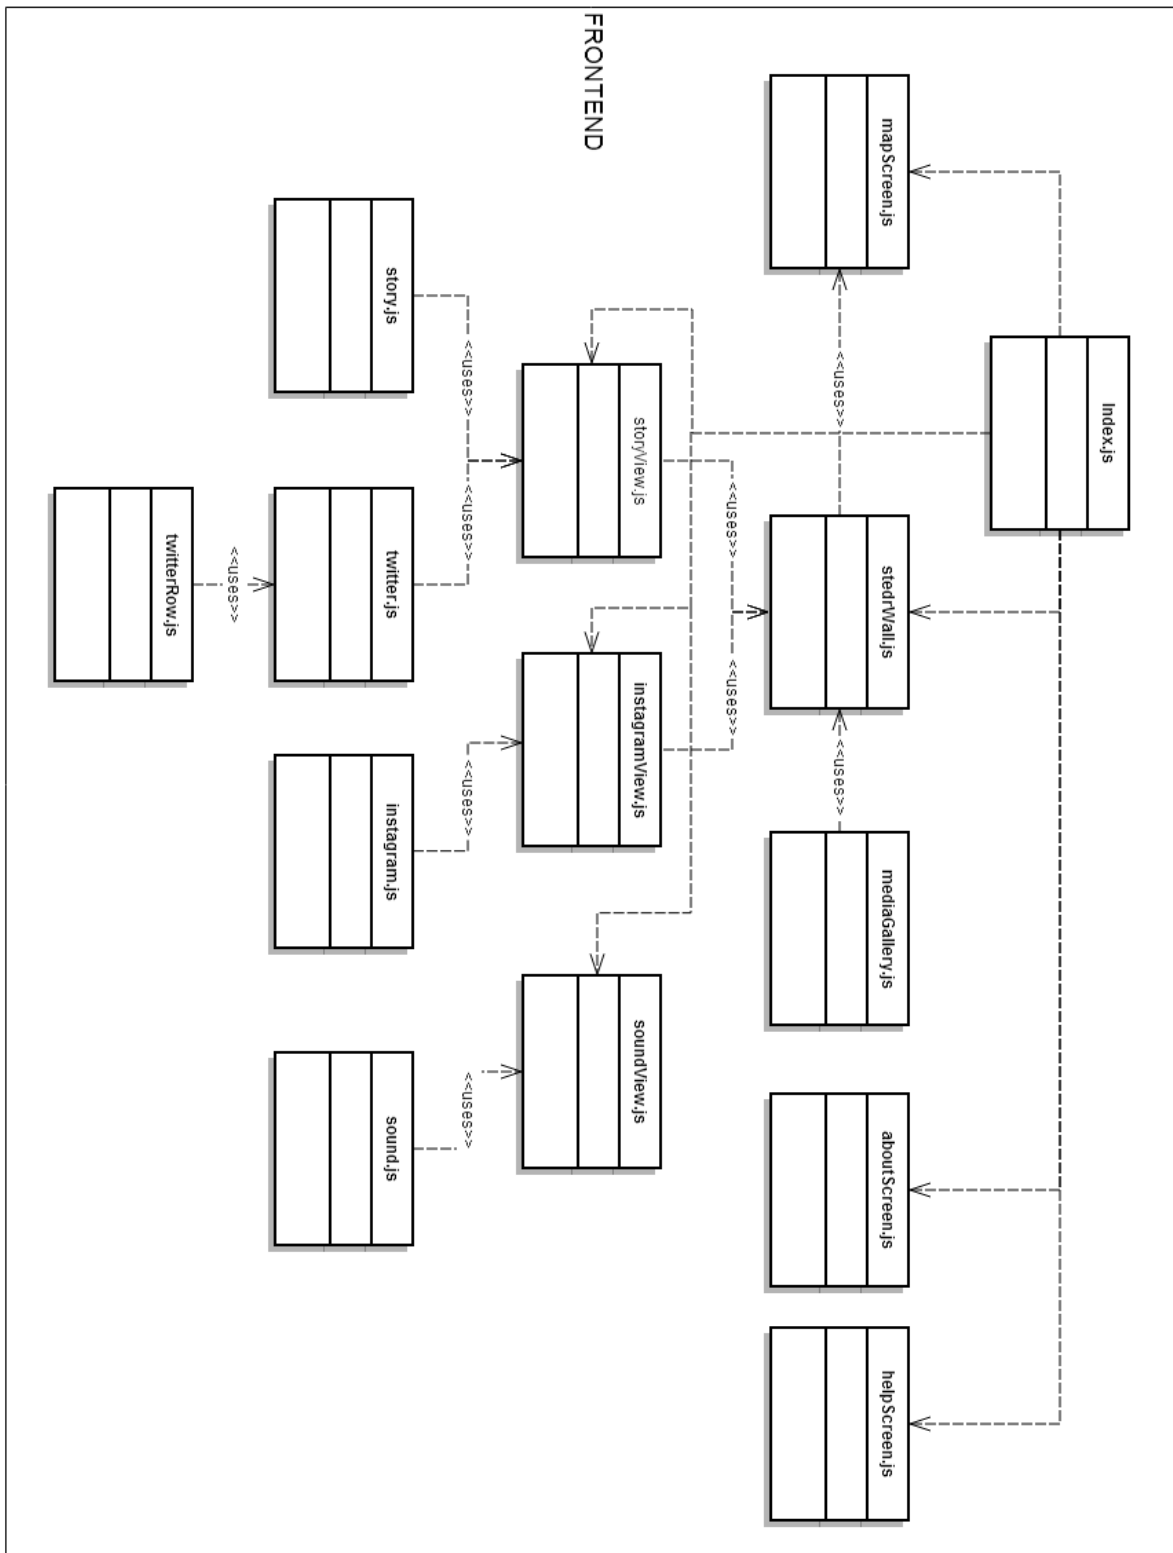 FRONTEND
Index.js
mapScreen.js
<<uses>>
stedrWall.js
<<uses>>
mediaGallery.js
aboutScreen.js
helpScreen.js
<<uses>>
<<uses>>
storyView.js
instagramView.js
soundView.js
<<uses>>
<<uses>>
<<uses>>
<<uses>>
story.js
twitter.js
instagram.js
sound.js
<<uses>>
twitterRow.js